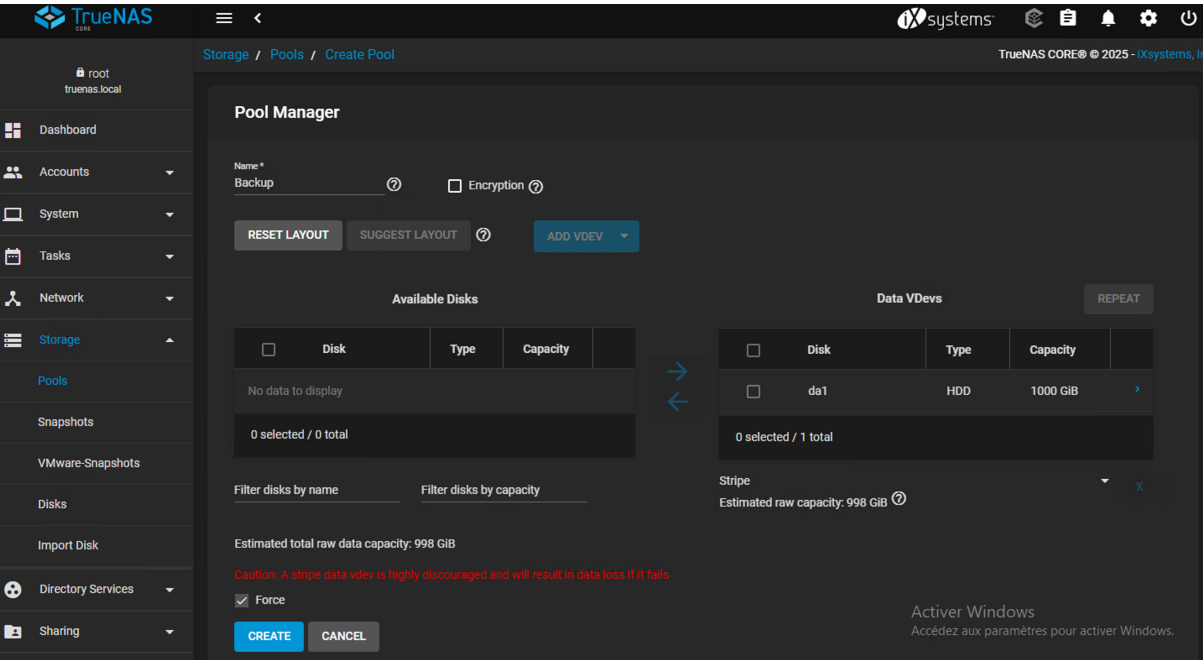 TrueNAS
CORE
iXsystems
Storage / Pools / Create Pool
TrueNAS CORE® © 2025 - iXsystems, I
root
truenas.local
Dashboard
Accounts
System
Tasks
Network
Storage
Pools
Snapshots
VMware-Snapshots
Disks
Import Disk
Directory Services
Sharing
Pool Manager
Name *
Backup
Encryption
RESET LAYOUT SUGGEST LAYOUT ADD VDEV
Available Disks
Disk Type Capacity
No data to display
0 selected / 0 total
Filter disks by name Filter disks by capacity
Data VDevs REPEAT
Disk Type Capacity
da1 HDD 1000 GiB
0 selected / 1 total
Stripe X
Estimated raw capacity: 998 GiB
Estimated total raw data capacity: 998 GiB
Caution: A stripe data vdev is highly discouraged and will result in data loss if it fails
Force
CREATE CANCEL
Activer Windows
Accédez aux paramètres pour activer Windows.